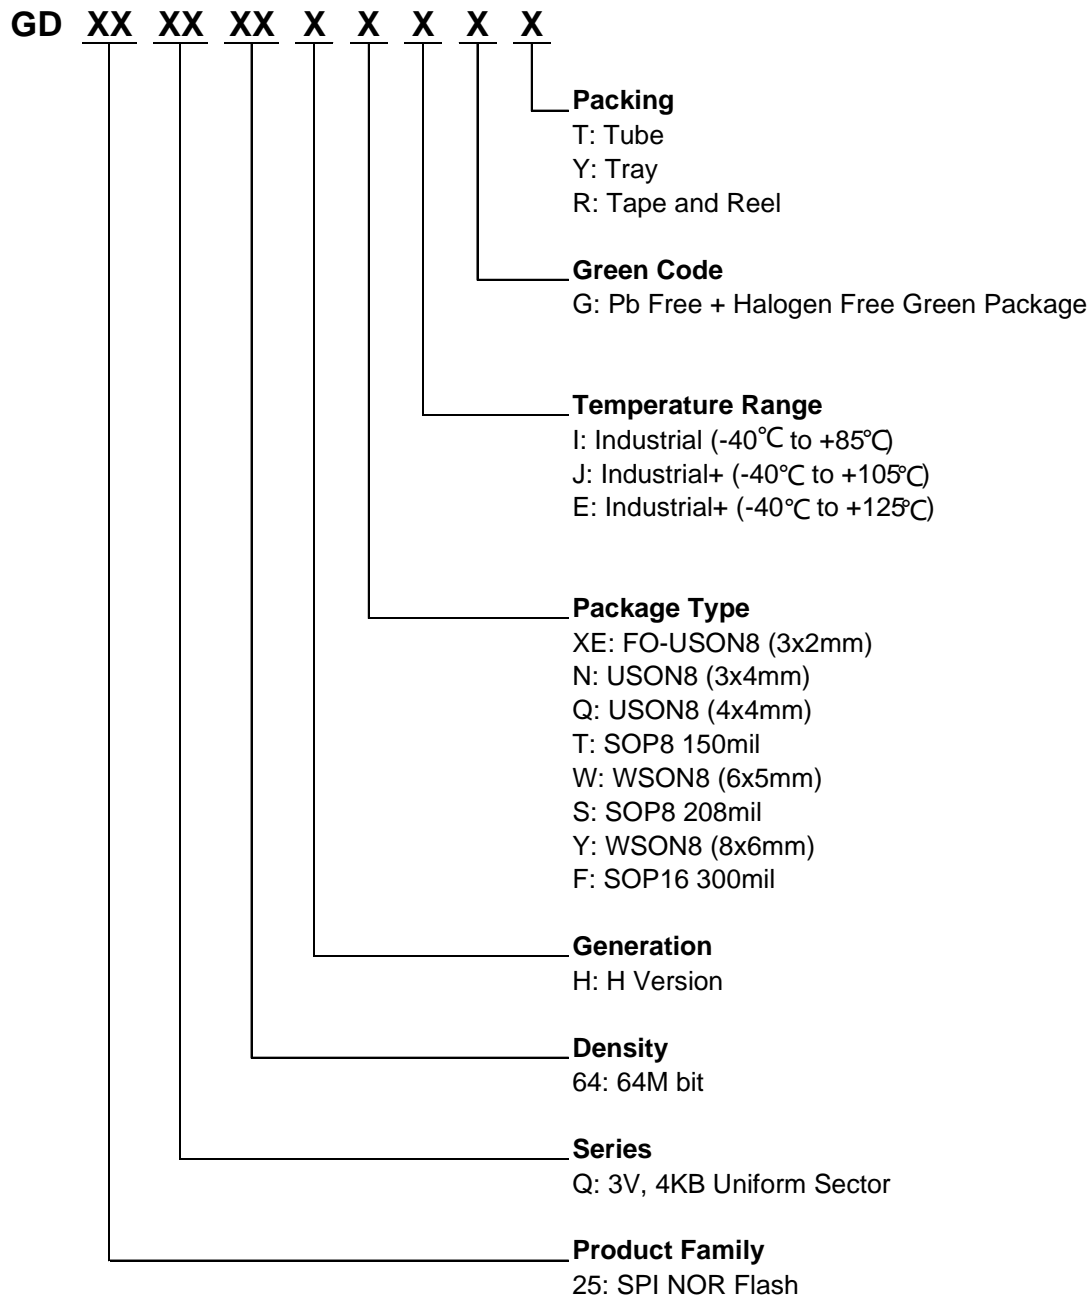 GD XX XX XX X X X X X
Packing
T: Tube
Y: Tray
R: Tape and Reel
Green Code
G: Pb Free + Halogen Free Green Package
Temperature Range
I: Industrial (-40℃ to +85℃)
J: Industrial+ (-40℃ to +105℃)
E: Industrial+ (-40℃ to +125℃)
Package Type
XE: FO-USON8 (3x2mm)
N: USON8 (3x4mm)
Q: USON8 (4x4mm)
T: SOP8 150mil
W: WSON8 (6x5mm)
S: SOP8 208mil
Y: WSON8 (8x6mm)
F: SOP16 300mil
Generation
H: H Version
Density
64: 64M bit
Series
Q: 3V, 4KB Uniform Sector
Product Family
25: SPI NOR Flash